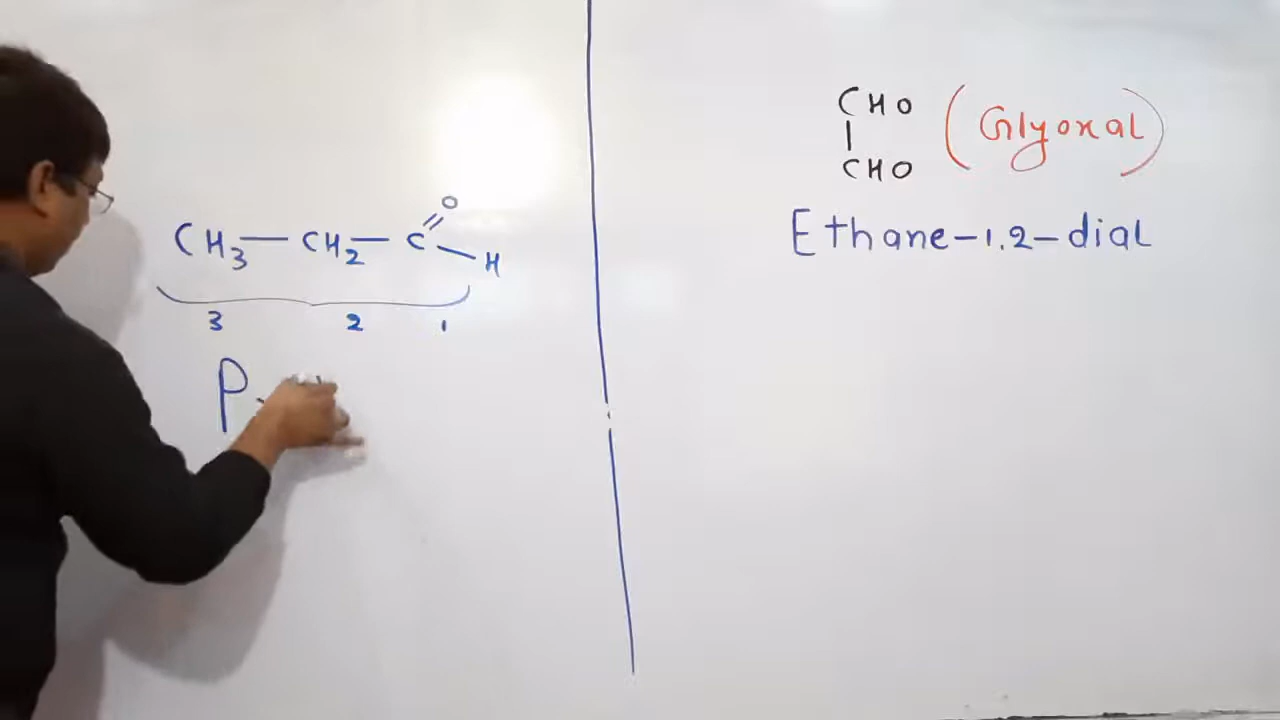 O
CH3—CH2—C
H
3 2 1
P
CHO (Glyoxal)
|
CHO
Ethane-1,2-dial